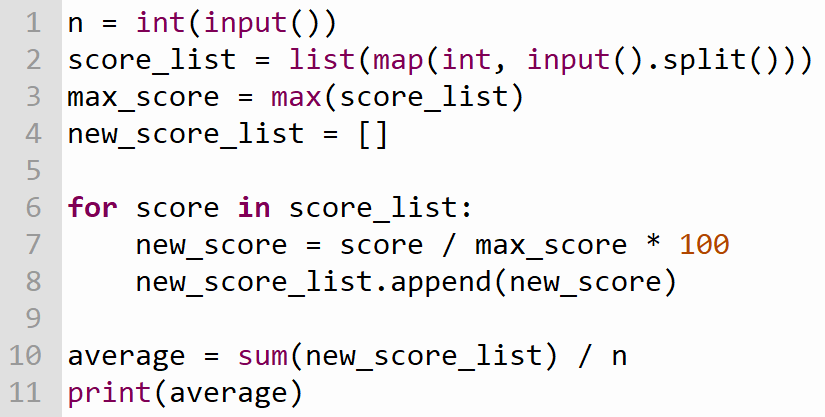 1 n = int(input())
2 score_list = list(map(int, input().split()))
3 max_score = max(score_list)
4 new_score_list = []
5
6 for score in score_list:
7     new_score = score / max_score * 100
8     new_score_list.append(new_score)
9
10 average = sum(new_score_list) / n
11 print(average)